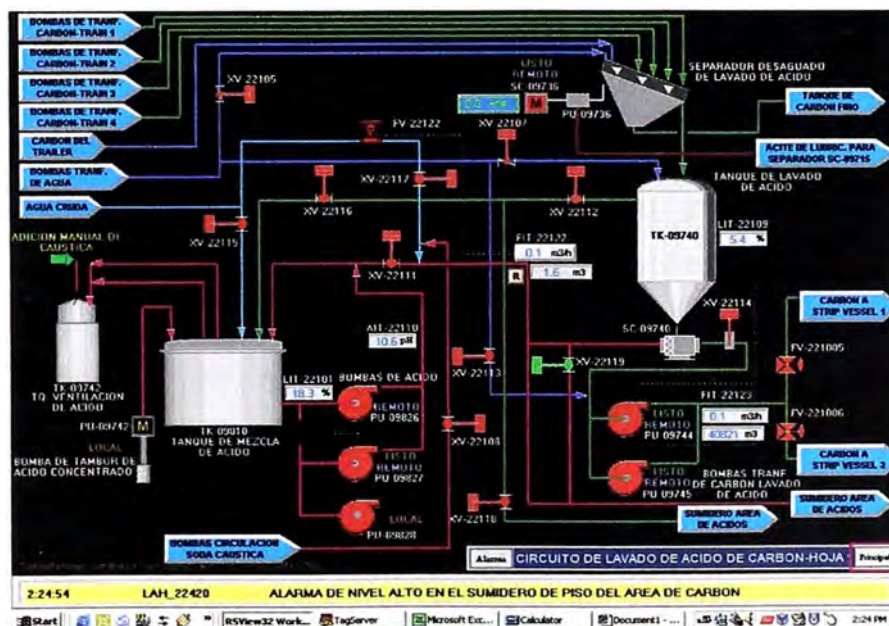 BOMBAS DE TRANF.
CARBON-TRAIN 1
BOMBAS DE TRANF.
CARBON-TRAIN 2
BOMBAS DE TRANF.
CARBON-TRAIN 3
BOMBAS DE TRANF.
CARBON-TRAIN 4
CARBON DEL
TRAILER
BOMBAS TRANF.
DE AGUA
AGUA CRUDA
ADICION MANUAL DE
CAUSTICA
XV-22105
LISTO
REMOTO
SC-09736
M
PU-09736
SEPARADOR DESAGUADO
DE LAVADO DE ACIDO
TANQUE DE
CARBON FINO
ACITE DE LUBRIC. PARA
SEPARADOR SC-09715
TANQUE DE LAVADO
DE ACIDO
FV-22122
XV-22107
XV-22117
XV-22116
XV-22112
XV-22115
XV-22111
FIT-22122
0.1 m3/h
R
1.6 m3
TK-09740
LIT-22109
5.4 %
XV-22114
SC-09740
CARBON A
STRIP VESSEL 1
FV-221005
AIT-22110
10.6 pH
XV-22113
XV-22119
TK-09742
TQ. VENTILACION
DE ACIDO
PU-09742
M
LOCAL
BOMBA DE TAMBOR DE
ACIDO CONCENTRADO
TK-09810
TANQUE DE MEZCLA
DE ACIDO
LIT-22101
18.3 %
BOMBAS DE ACIDO
REMOTO
PU 09826
LISTO
REMOTO
PU 09827
LOCAL
PU-09828
XV-22108
XV-22118
FIT 22123
0.1 m3/h
40821 m3
LISTO
REMOTO
PU 09744
LISTO
REMOTO
PU 09745
FV-221006
CARBON A
STRIP VESSEL 2
BOMBAS TRANF.
DE CARBON LAVADO
DE ACIDO
SUMIDERO AREA
DE ACIDOS
SUMIDERO AREA
DE ACIDOS
BOMBAS CIRCULACION
SODA CAUSTICA
Alarma
CIRCUITO DE LAVADO DE ACIDO DE CARBON-HOJA
Principal
2:24:54 LAH_22420 ALARMA DE NIVEL ALTO EN EL SUMIDERO DE PISO DEL AREA DE CARBON
Start RSView32 Work... TagServer Microsoft Exc... Calculator Document1 - ... 2:24 PM